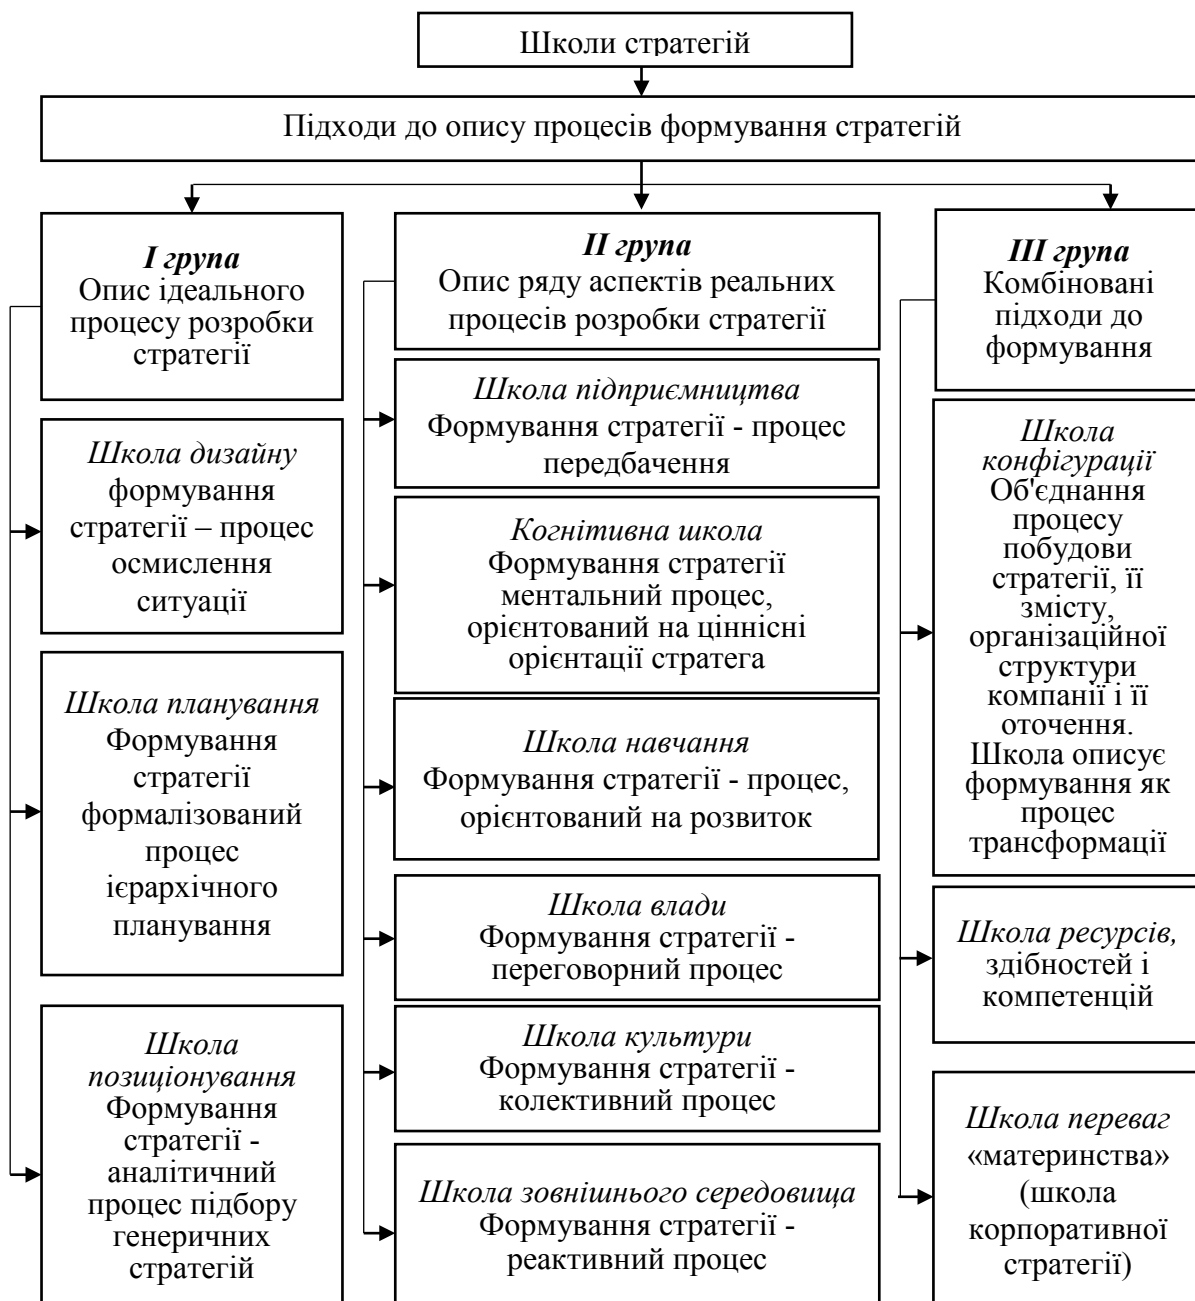 Школи стратегій
Підходи до опису процесів формування стратегій
І група
Опис ідеального
процесу розробки
стратегії
Школа дизайну
формування
стратегії – процес
осмислення
ситуації
Школа планування
Формування
стратегії
формалізований
процес
ієрархічного
планування
Школа
позиціонування
Формування
стратегії -
аналітичний
процес підбору
генеричних
стратегій
ІІ група
Опис ряду аспектів реальних
процесів розробки стратегії
Школа підприємництва
Формування стратегії - процес
передбачення
Когнітивна школа
Формування стратегії
ментальний процес,
орієнтований на ціннісні
орієнтації стратега
Школа навчання
Формування стратегії - процес,
орієнтований на розвиток
Школа влади
Формування стратегії -
переговорний процес
Школа культури
Формування стратегії -
колективний процес
Школа зовнішнього середовища
Формування стратегії -
реактивний процес
ІІІ група
Комбіновані
підходи до
формування
Школа
конфігурації
Об'єднання
процесу
побудови
стратегії, її
змісту,
організаційної
структури
компанії і її
оточення.
Школа описує
формування як
процес
трансформації
Школа ресурсів,
здібностей і
компетенцій
Школа переваг
«материнства»
(школа
корпоративної
стратегії)